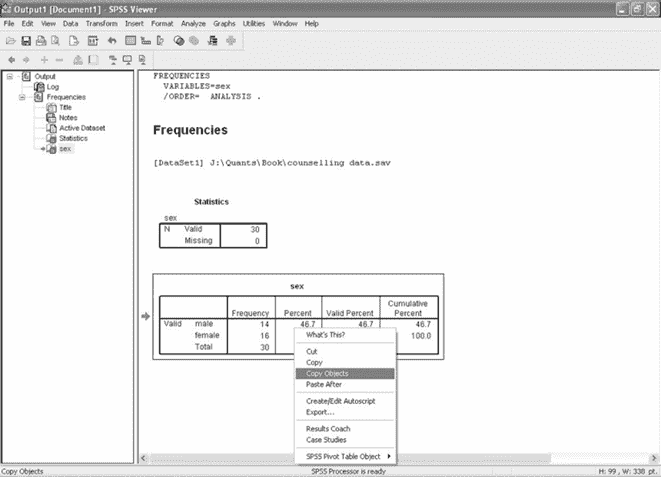 Output1 [Document1] - SPSS Viewer
File Edit View Data Transform Insert Format Analyze Graphs Utilities Window Help
Output
Log
Frequencies
Title
Notes
Active Dataset
Statistics
sex
FREQUENCIES
VARIABLES=sex
/ORDER= ANALYSIS .
Frequencies
[DataSet1] J:\Quants\Book\counselling data.sav
Statistics
sex
N Valid 30
Missing 0
sex
Frequency Percent Valid Percent Cumulative Percent
Valid male 14 46.7 46.7 46.7
female 16 100.0
Total 30
What's This?
Cut
Copy
Copy Objects
Paste After
Create/Edit Autoscript
Export...
Results Coach
Case Studies
SPSS Pivot Table Object
Copy Objects SPSS Processor is ready H: 99 , W: 338 pt.